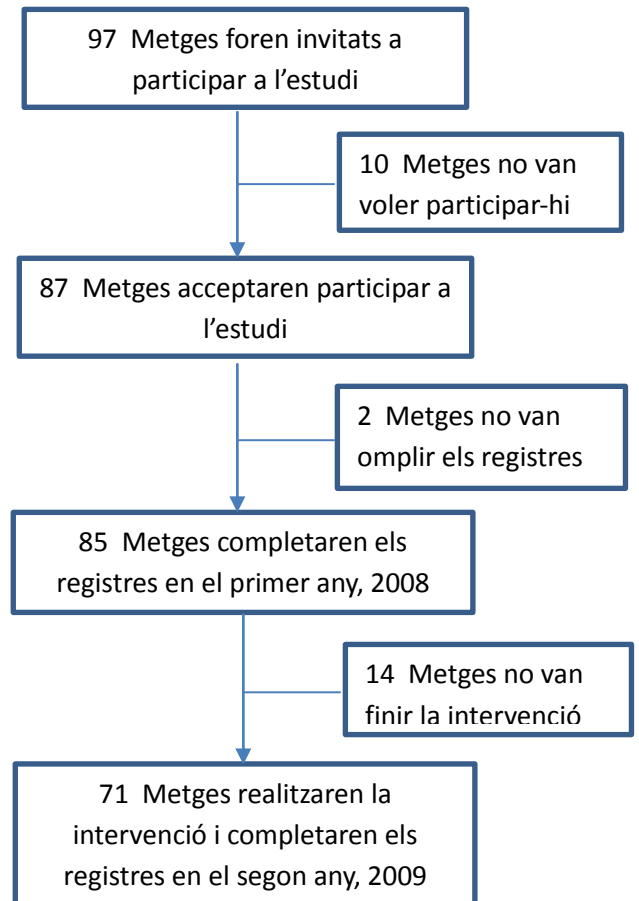 97 Metges foren invitats a
participar a l’estudi
10 Metges no van
voler participar-hi
87 Metges acceptaren participar a
l’estudi
2 Metges no van
omplir els registres
85 Metges completaren els
registres en el primer any, 2008
14 Metges no van
finir la intervenció
71 Metges realitzaren la
intervenció i completaren els
registres en el segon any, 2009